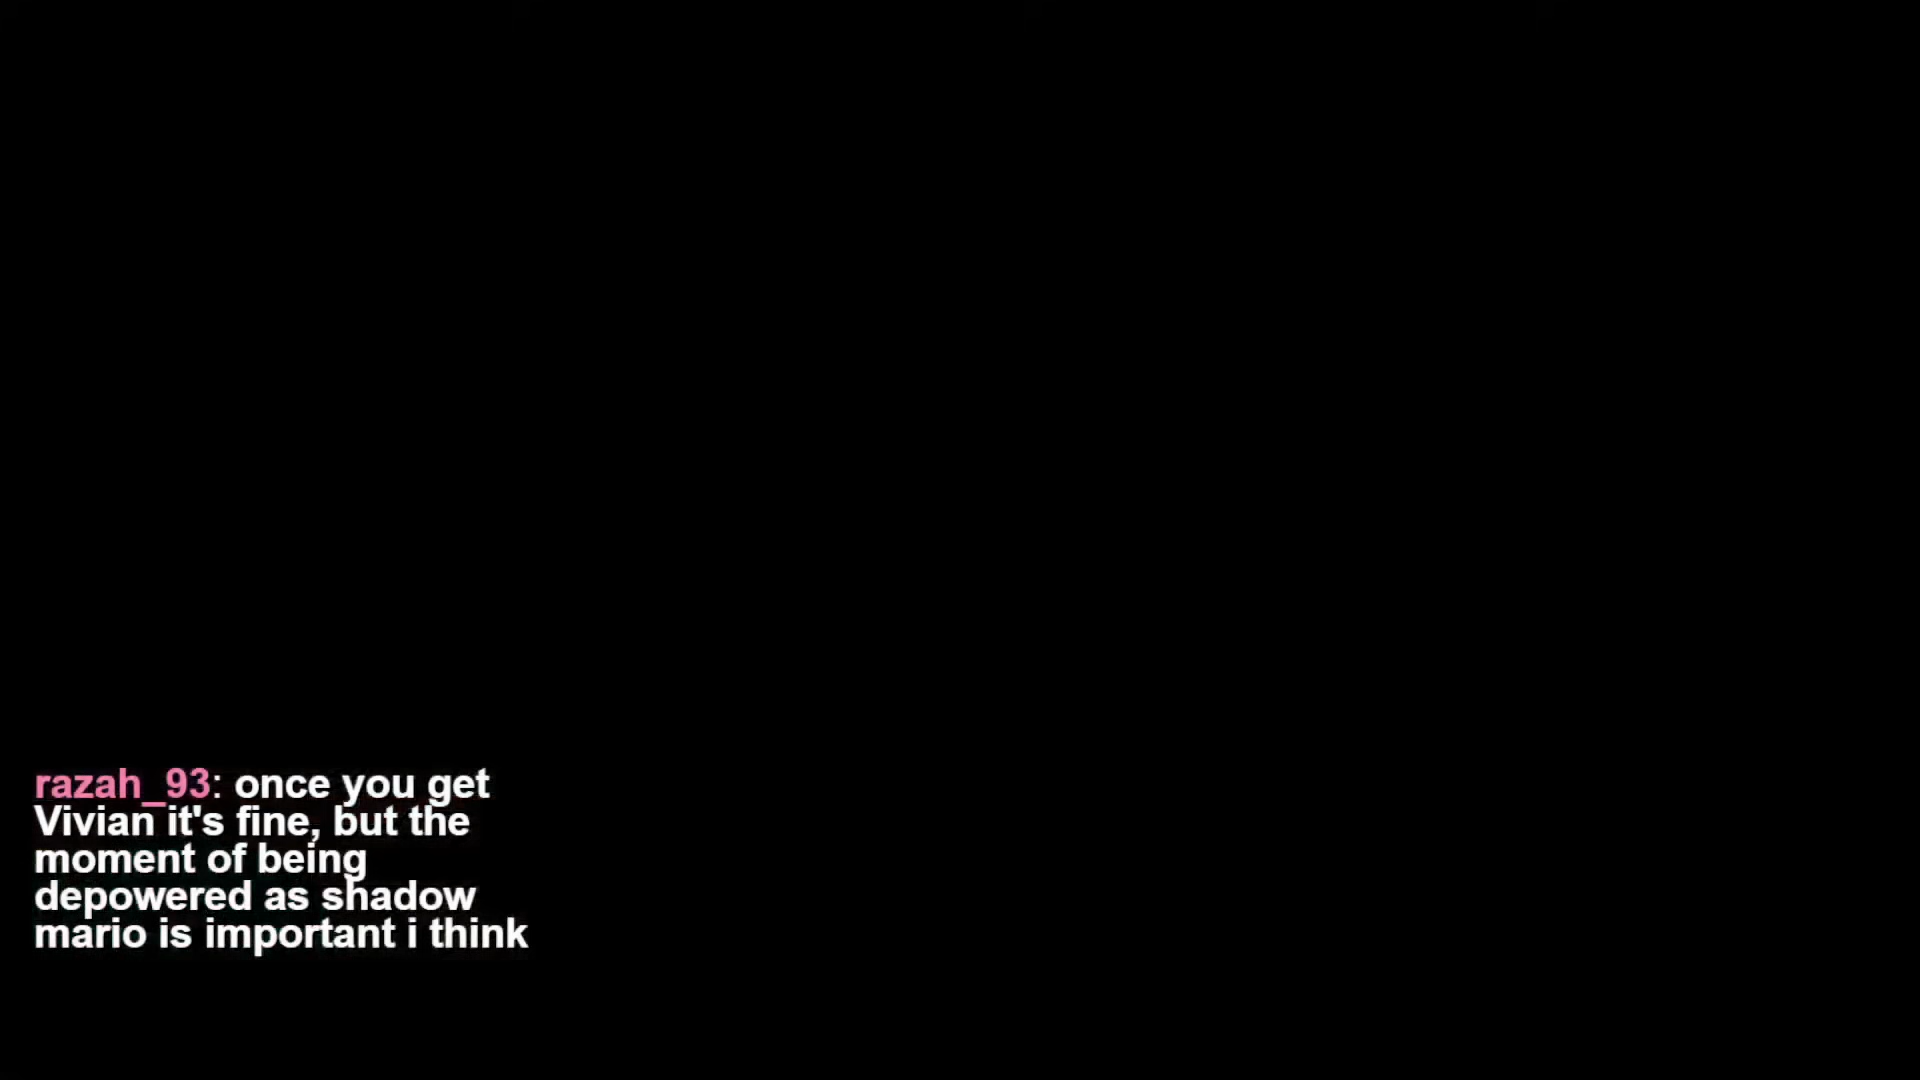 razah_93: once you get
Vivian it's fine, but the
moment of being
depowered as shadow
mario is important i think